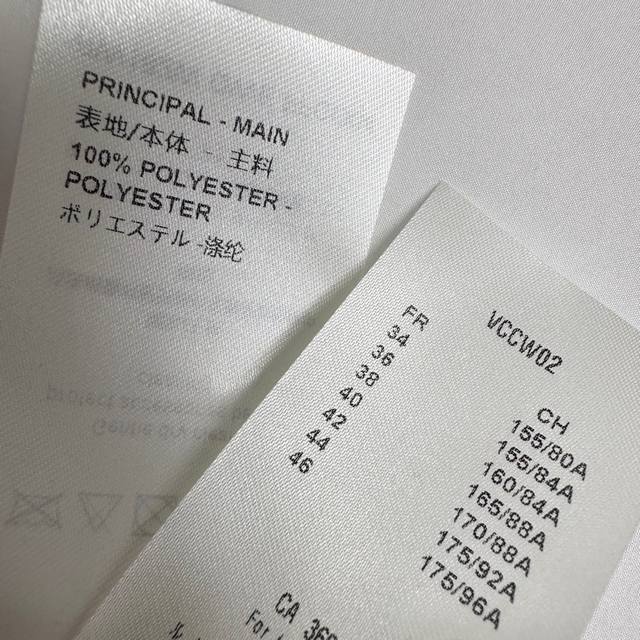 PRINCIPAL - MAIN
表地/本体 - 主料
100% POLYESTER -
POLYESTER
ポリエステル -涤纶
VCCW02
FR CH
34 155/80A
36 155/84A
38 160/84A
40 165/88A
42 170/88A
44 175/92A
46 175/96A
CA 360
For